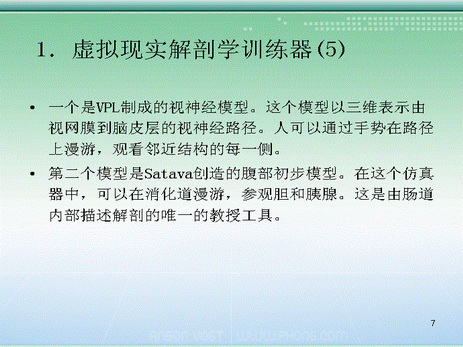 1. 虚拟现实解剖学训练器(5)
• 一个是VPL制成的视神经模型。这个模型以三维表示由
视网膜到脑皮层的视神经路径。人可以通过手势在路径
上漫游，观看邻近结构的每一侧。
• 第二个模型是Satava创造的腹部初步模型。在这个仿真
器中，可以在消化道漫游，参观胆和胰腺。这是由肠道
内部描述解剖的唯一的教授工具。
7